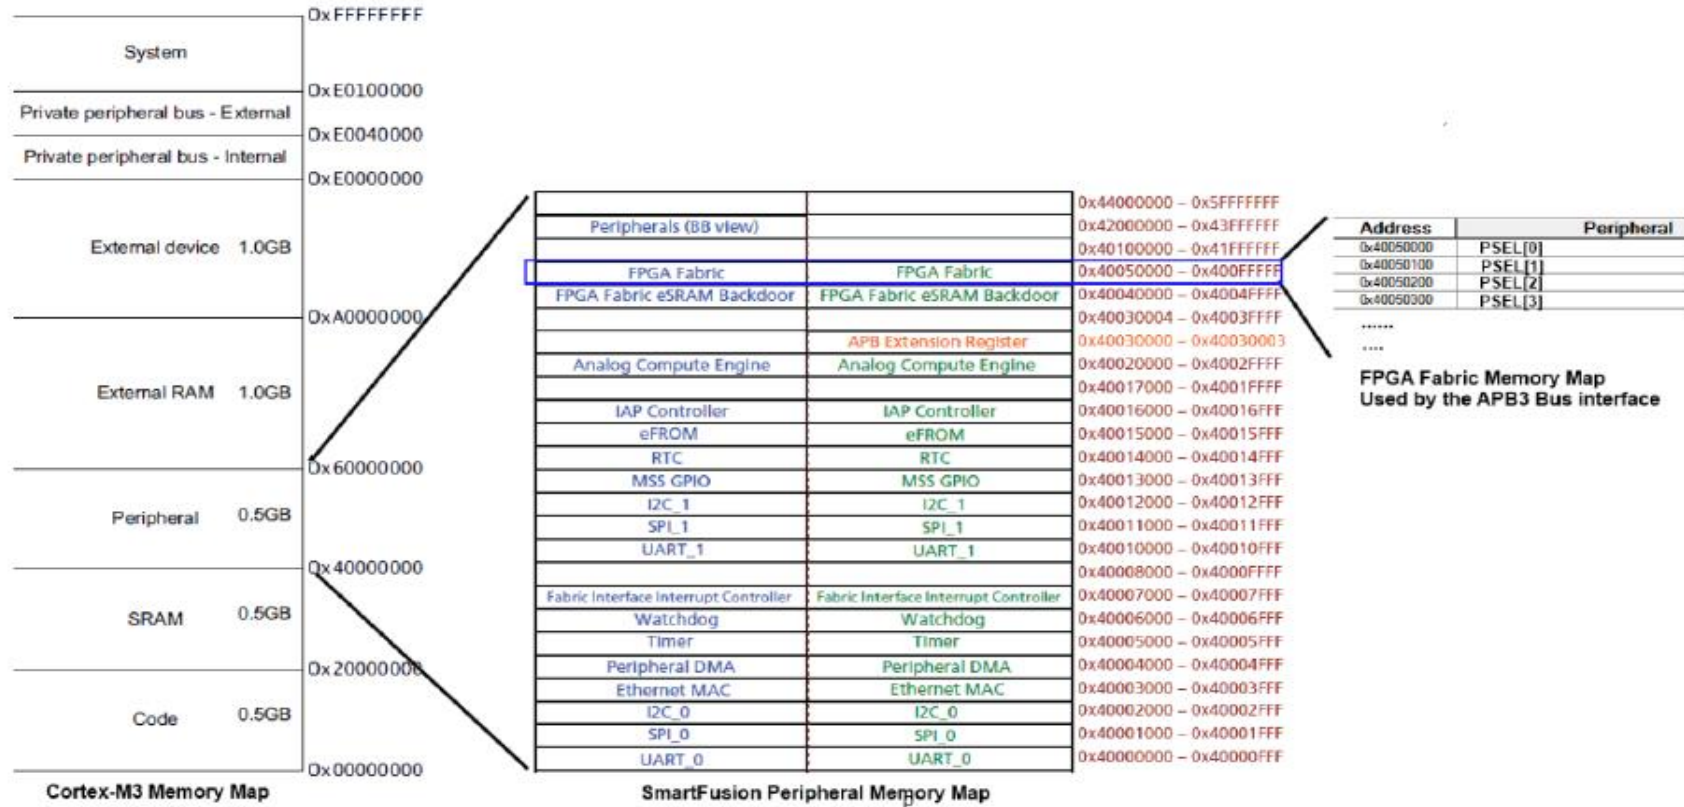 0xFFFFFFFF
System
0xE0100000
Private peripheral bus - External
0xE0040000
Private peripheral bus - Internal
0xE0000000
External device 1.0GB
0xA0000000
External RAM 1.0GB
0x60000000
Peripheral 0.5GB
0x40000000
SRAM 0.5GB
0x20000000
Code 0.5GB
0x00000000
Cortex-M3 Memory Map
0x44000000 – 0x5FFFFFFF
Peripherals (BB view) 0x42000000 – 0x43FFFFFF
0x40100000 – 0x41FFFFFF
FPGA Fabric FPGA Fabric 0x40050000 – 0x400FFFFF
FPGA Fabric eSRAM Backdoor FPGA Fabric eSRAM Backdoor 0x40040000 – 0x4004FFFF
0x40030004 – 0x4003FFFF
APB Extension Register 0x40030000 – 0x40030003
Analog Compute Engine Analog Compute Engine 0x40020000 – 0x4002FFFF
0x40017000 – 0x4001FFFF
IAP Controller IAP Controller 0x40016000 – 0x40016FFF
eFROM eFROM 0x40015000 – 0x40015FFF
RTC RTC 0x40014000 – 0x40014FFF
MSS GPIO MSS GPIO 0x40013000 – 0x40013FFF
I2C_1 I2C_1 0x40012000 – 0x40012FFF
SPI_1 SPI_1 0x40011000 – 0x40011FFF
UART_1 UART_1 0x40010000 – 0x40010FFF
0x40008000 – 0x4000FFFF
Fabric Interface Interrupt Controller Fabric Interface Interrupt Controller 0x40007000 – 0x40007FFF
Watchdog Watchdog 0x40006000 – 0x40006FFF
Timer Timer 0x40005000 – 0x40005FFF
Peripheral DMA Peripheral DMA 0x40004000 – 0x40004FFF
Ethernet MAC Ethernet MAC 0x40003000 – 0x40003FFF
I2C_0 I2C_0 0x40002000 – 0x40002FFF
SPI_0 SPI_0 0x40001000 – 0x40001FFF
UART_0 UART_0 0x40000000 – 0x40000FFF
SmartFusion Peripheral Memory Map
Address Peripheral
0x40050000 PSEL[0]
0x40050100 PSEL[1]
0x40050200 PSEL[2]
0x40050300 PSEL[3]
......
....
FPGA Fabric Memory Map
Used by the APB3 Bus interface